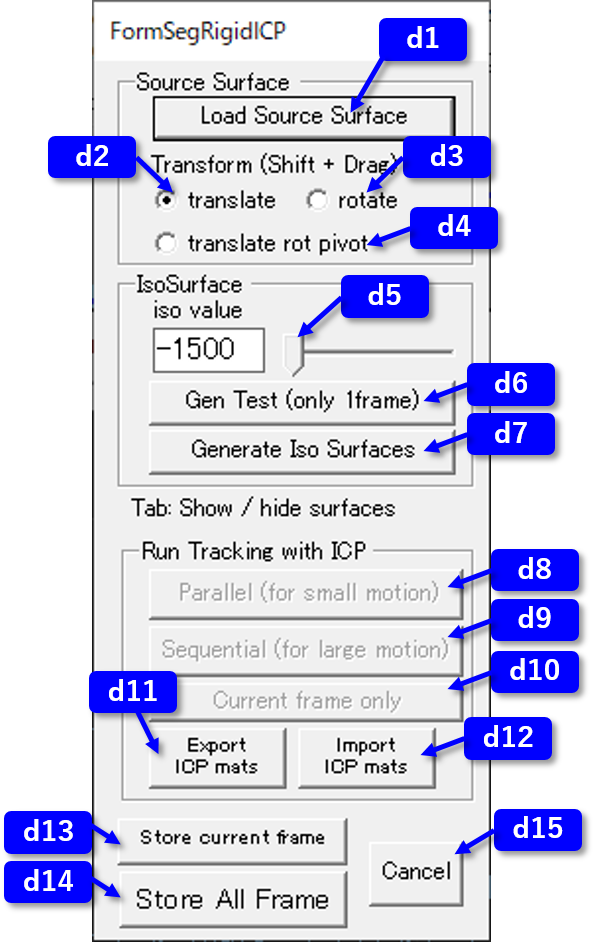 FormSegRigidICP
d1
Source Surface
Load Source Surface
d2
Transform (Shift + Drag)
d3
translate
rotate
d4
translate rot pivot
IsoSurface
d5
iso value
-1500
d6
Gen Test (only 1frame)
d7
Generate Iso Surfaces
Tab: Show / hide surfaces
Run Tracking with ICP
d8
Parallel (for small motion)
d9
Sequential (for large motion)
d10
d11
Current frame only
Export
ICP mats
Import
ICP mats
d12
d13
Store current frame
d15
d14
Store All Frame
Cancel